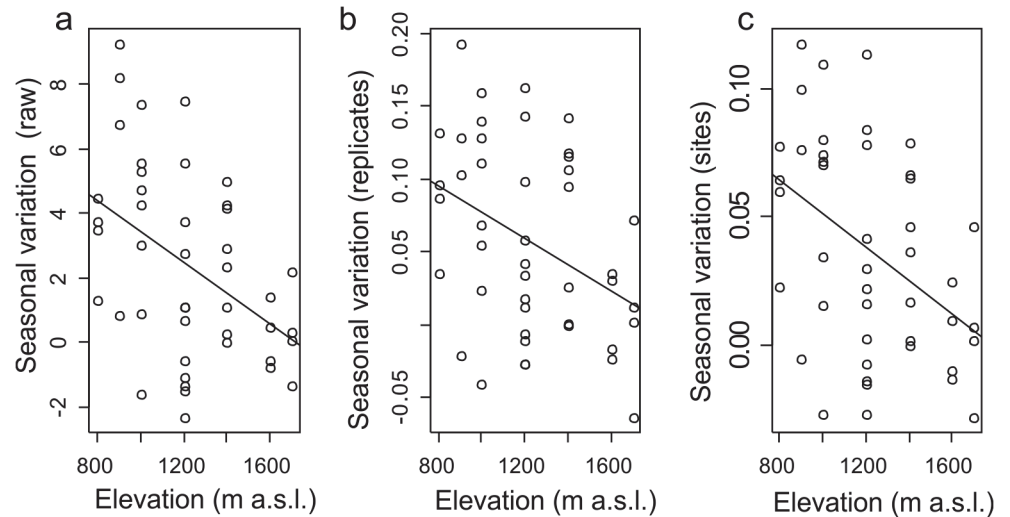 a
Seasonal variation (raw)
8
6
4
2
0
-2
800
1200
1600
Elevation (m a.s.l.)
b
Seasonal variation (replicates)
0.20
0.15
0.10
0.05
-0.05
800
1200
1600
Elevation (m a.s.l.)
c
Seasonal variation (sites)
0.10
0.05
0.00
800
1200
1600
Elevation (m a.s.l.)